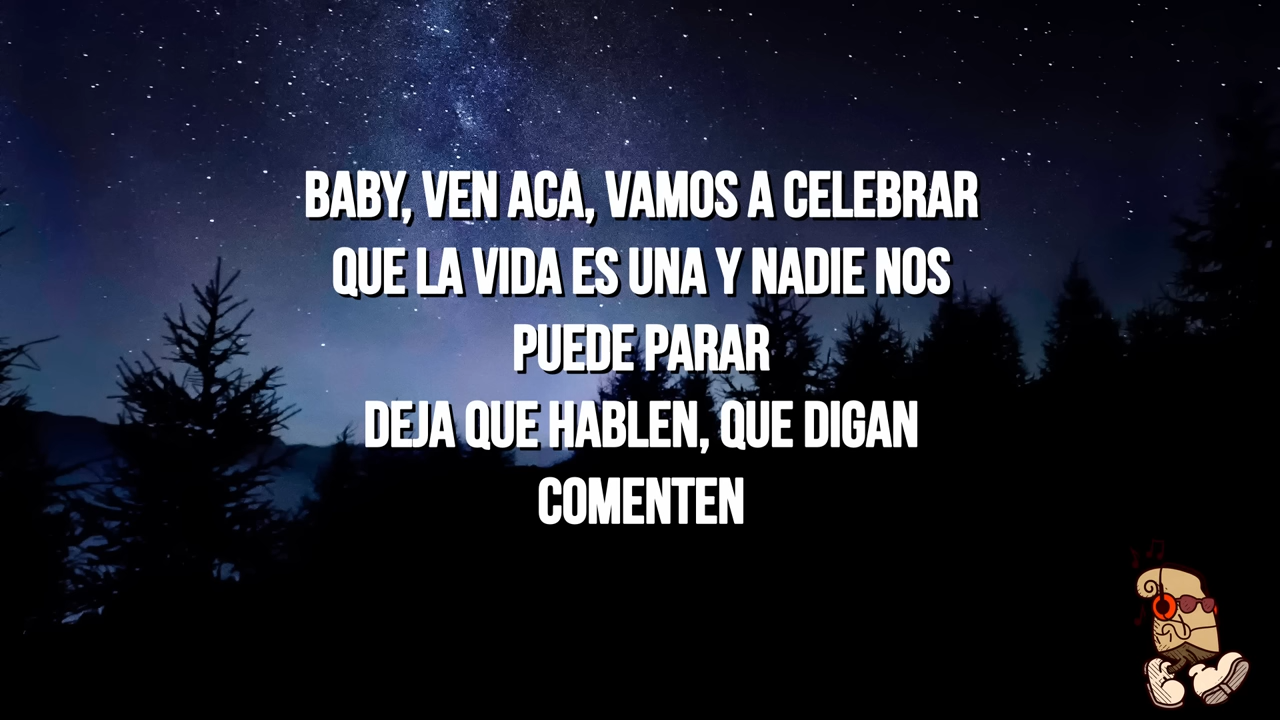 BABY, VEN ACÁ, VAMOS A CELEBRAR
QUE LA VIDA ES UNA Y NADIE NOS
PUEDE PARAR
DEJA QUE HABLEN, QUE DIGAN
COMENTEN